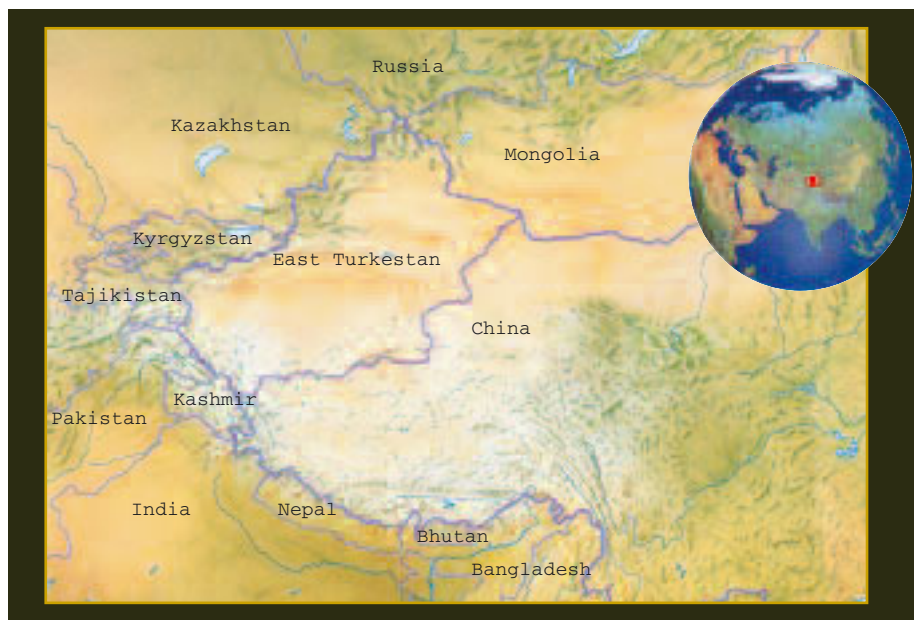 Russia
Kazakhstan
Mongolia
Kyrgyzstan
East Turkestan
Tajikistan
China
Kashmir
Pakistan
India
Nepal
Bhutan
Bangladesh